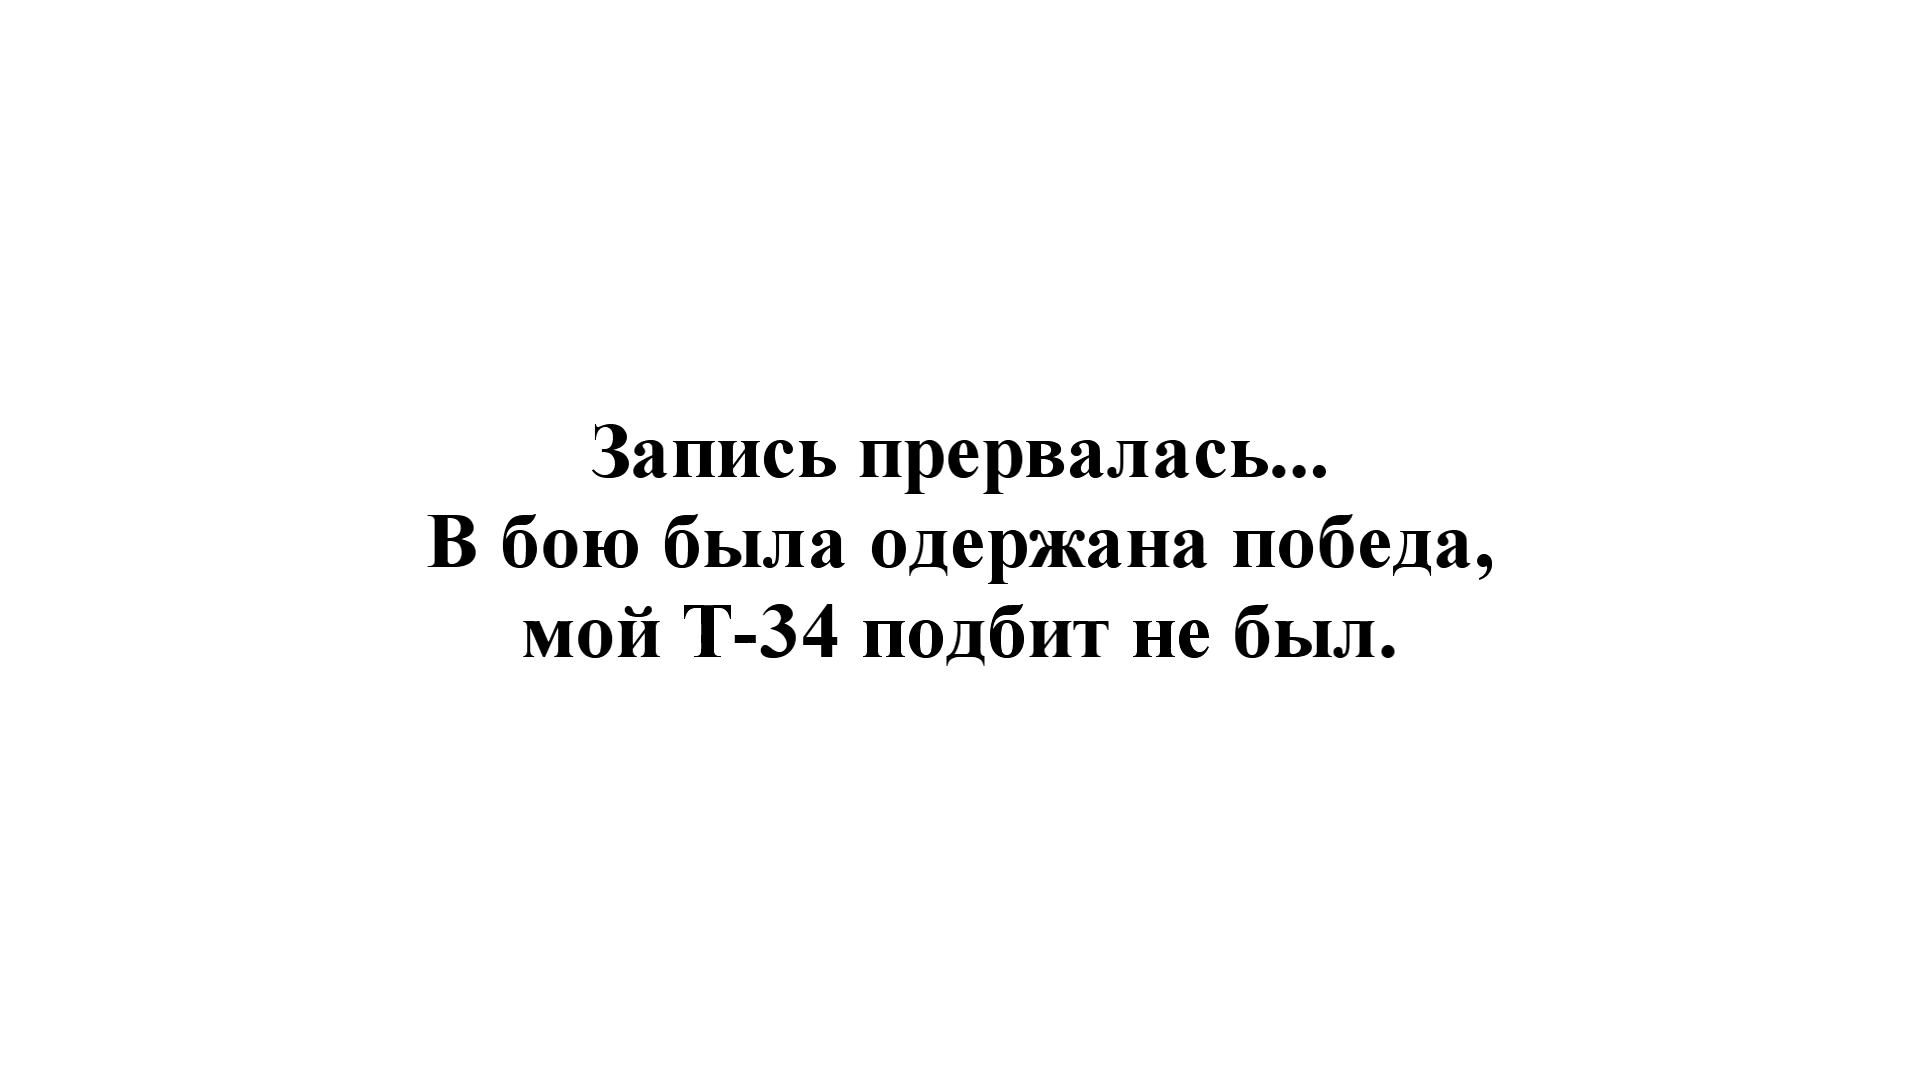 Запись прервалась...
В бою была одержана победа,
мой Т-34 подбит не был.